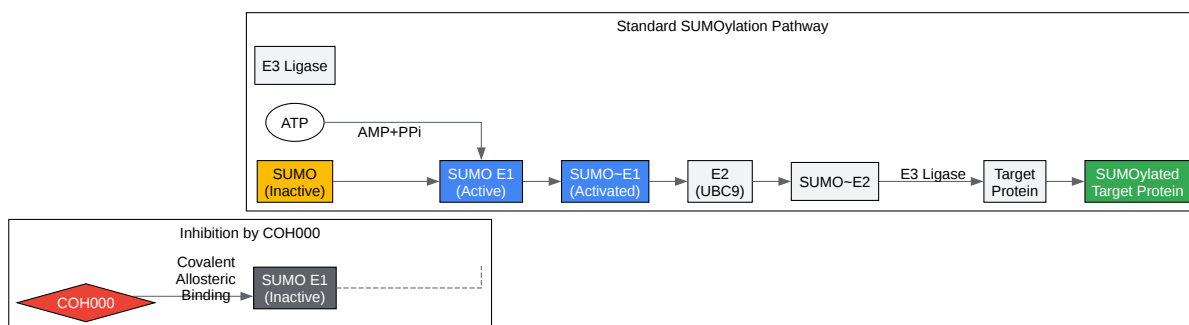 Standard SUMOylation Pathway
E3 Ligase
ATP
AMP+PPi
SUMO
(Inactive)
SUMO E1
(Active)
SUMO~E1
(Activated)
E2
(UBC9)
SUMO~E2
E3 Ligase
Target
Protein
SUMOylated
Target Protein
Inhibition by COH000
COH000
Covalent
Allosteric
Binding
SUMO E1
(Inactive)